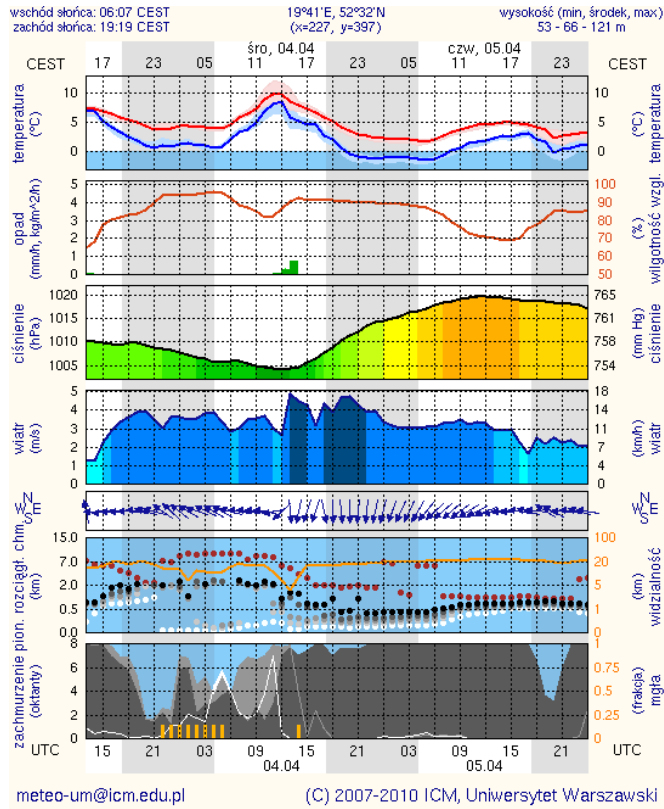 wschód słońca: 06:07 CEST 19°41'E, 52°32'N wysokość (min, środek, max)
zachód słońca: 19:19 CEST (x=227, y=397) 53 - 66 - 121 m
śro, 04.04 czw, 05.04
CEST 17 23 05 11 17 23 05 11 17 23 CEST
temperatura (°C) 10 5 0 10 5 0 temperatura (°C)
opad (mm/h, kg/m^2/h) 5 4 3 2 1 0 100 90 80 70 60 50 (%) wilgotność wzgl.
ciśnienie (hPa) 1020 1015 1010 1005 765 761 758 754 (mm Hg) ciśnienie
wiatr (m/s) 5 4 3 2 1 0 18 14 11 7 4 0 (km/h) wiatr
N W E S N W E S
pion. rozciągł. chm. (km) 15.0 7.0 2.0 0.5 0.0 100 20 5 1 0 (km) widzialność
zachmurzenie (oktanty) 8 6 4 2 0 1 0.75 0.5 0.25 0 (frakcja) mgła
UTC 15 21 03 09 15 21 03 09 15 21 UTC
04.04 05.04
meteo-um@icm.edu.pl (C) 2007-2010 ICM, Uniwersytet Warszawski